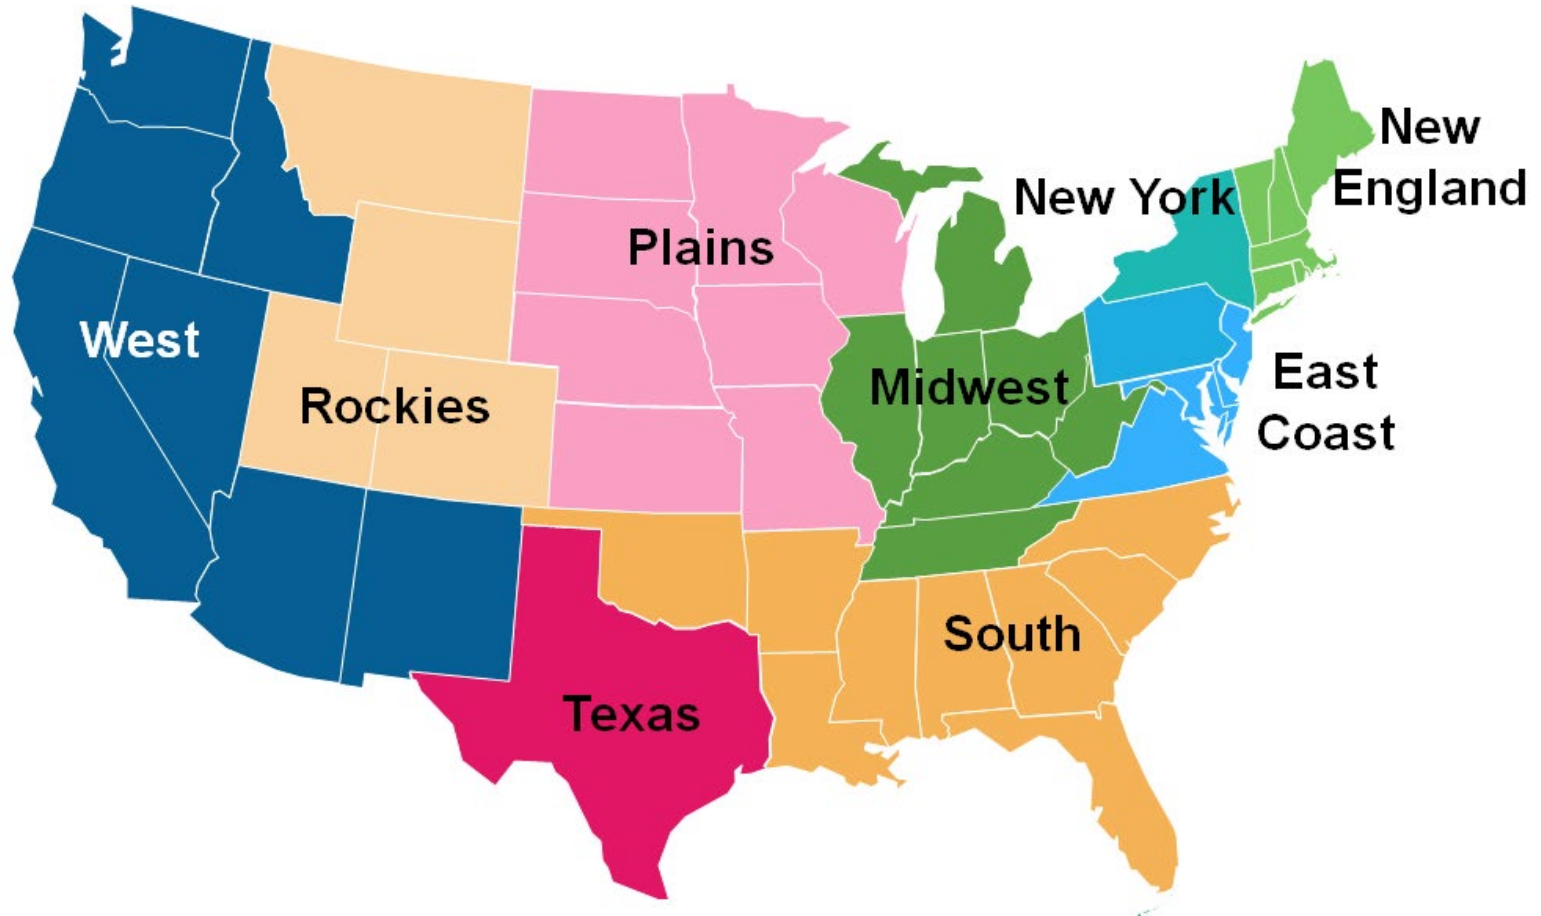 New
England
New York
Plains
West
East
Coast
Midwest
Rockies
South
Texas